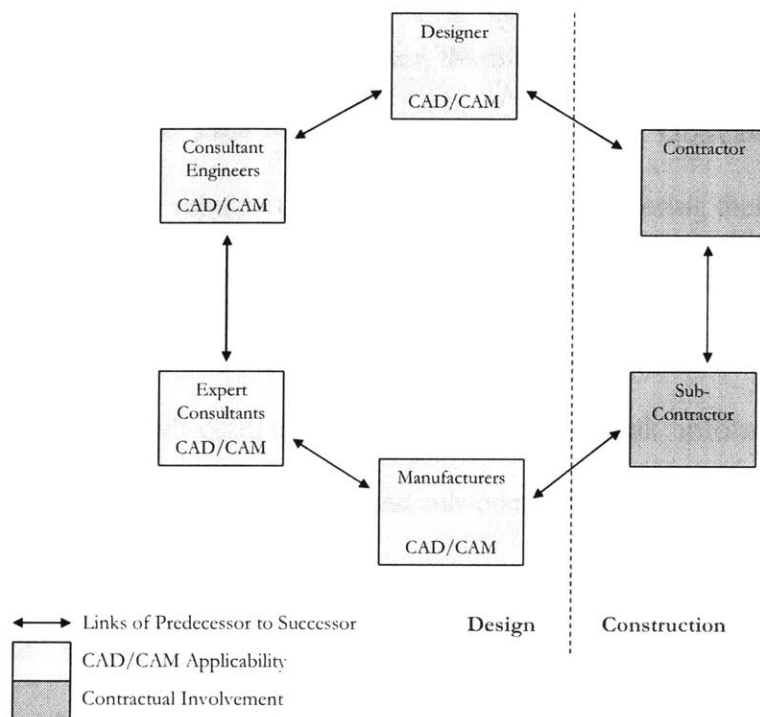 Designer
CAD/CAM
Consultant
Engineers
CAD/CAM
Contractor
Expert
Consultants
CAD/CAM
Sub-
Contractor
Manufacturers
CAD/CAM
Links of Predecessor to Successor
Design
Construction
CAD/CAM Applicability
Contractual Involvement